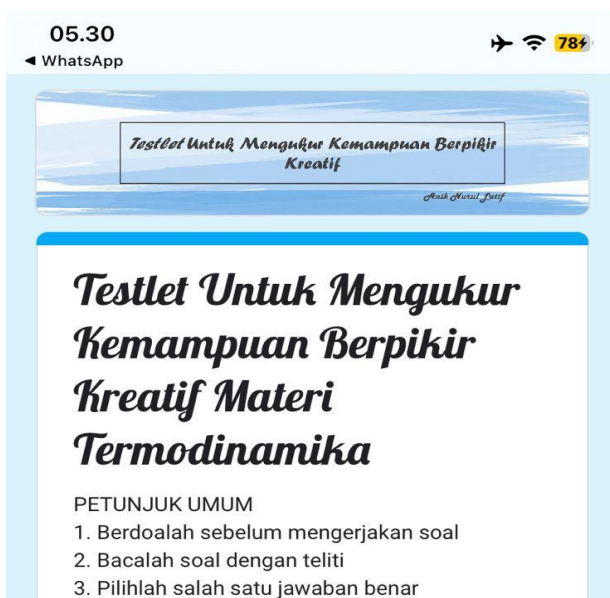 05.30
WhatsApp
78
Testlet Untuk Mengukur Kemampuan Berpikir
Kreatif
Anik Nurul Latif
Testlet Untuk Mengukur
Kemampuan Berpikir
Kreatif Materi
Termodinamika
PETUNJUK UMUM
1. Berdoalah sebelum mengerjakan soal
2. Bacalah soal dengan teliti
3. Pilihlah salah satu jawaban benar